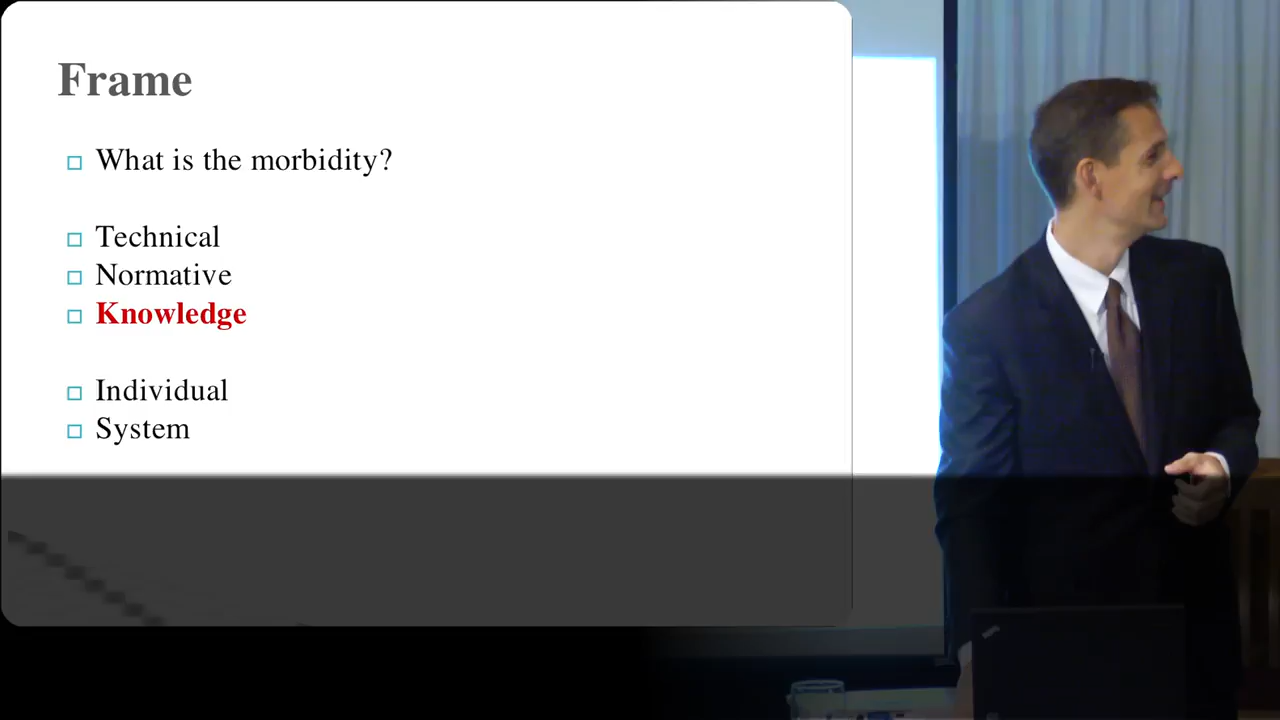 Frame
What is the morbidity?
Technical
Normative
Knowledge
Individual
System